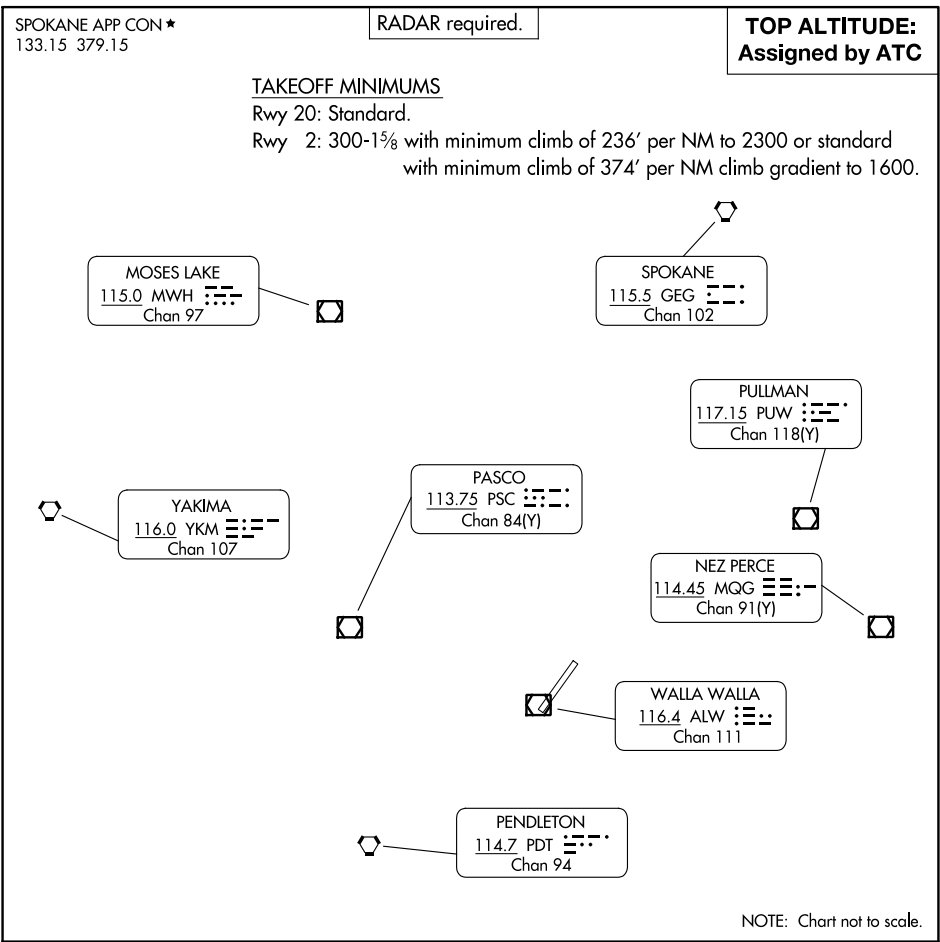 SPOKANE APP CON ★
133.15 379.15
RADAR required.
TOP ALTITUDE:
Assigned by ATC
TAKEOFF MINIMUMS
Rwy 20: Standard.
Rwy 2: 300-1⅝ with minimum climb of 236' per NM to 2300 or standard
with minimum climb of 374' per NM climb gradient to 1600.
MOSES LAKE
115.0 MWH
Chan 97
SPOKANE
115.5 GEG
Chan 102
PULLMAN
117.15 PUW
Chan 118(Y)
PASCO
113.75 PSC
Chan 84(Y)
YAKIMA
116.0 YKM
Chan 107
NEZ PERCE
114.45 MQG
Chan 91(Y)
WALLA WALLA
116.4 ALW
Chan 111
PENDLETON
114.7 PDT
Chan 94
NOTE: Chart not to scale.